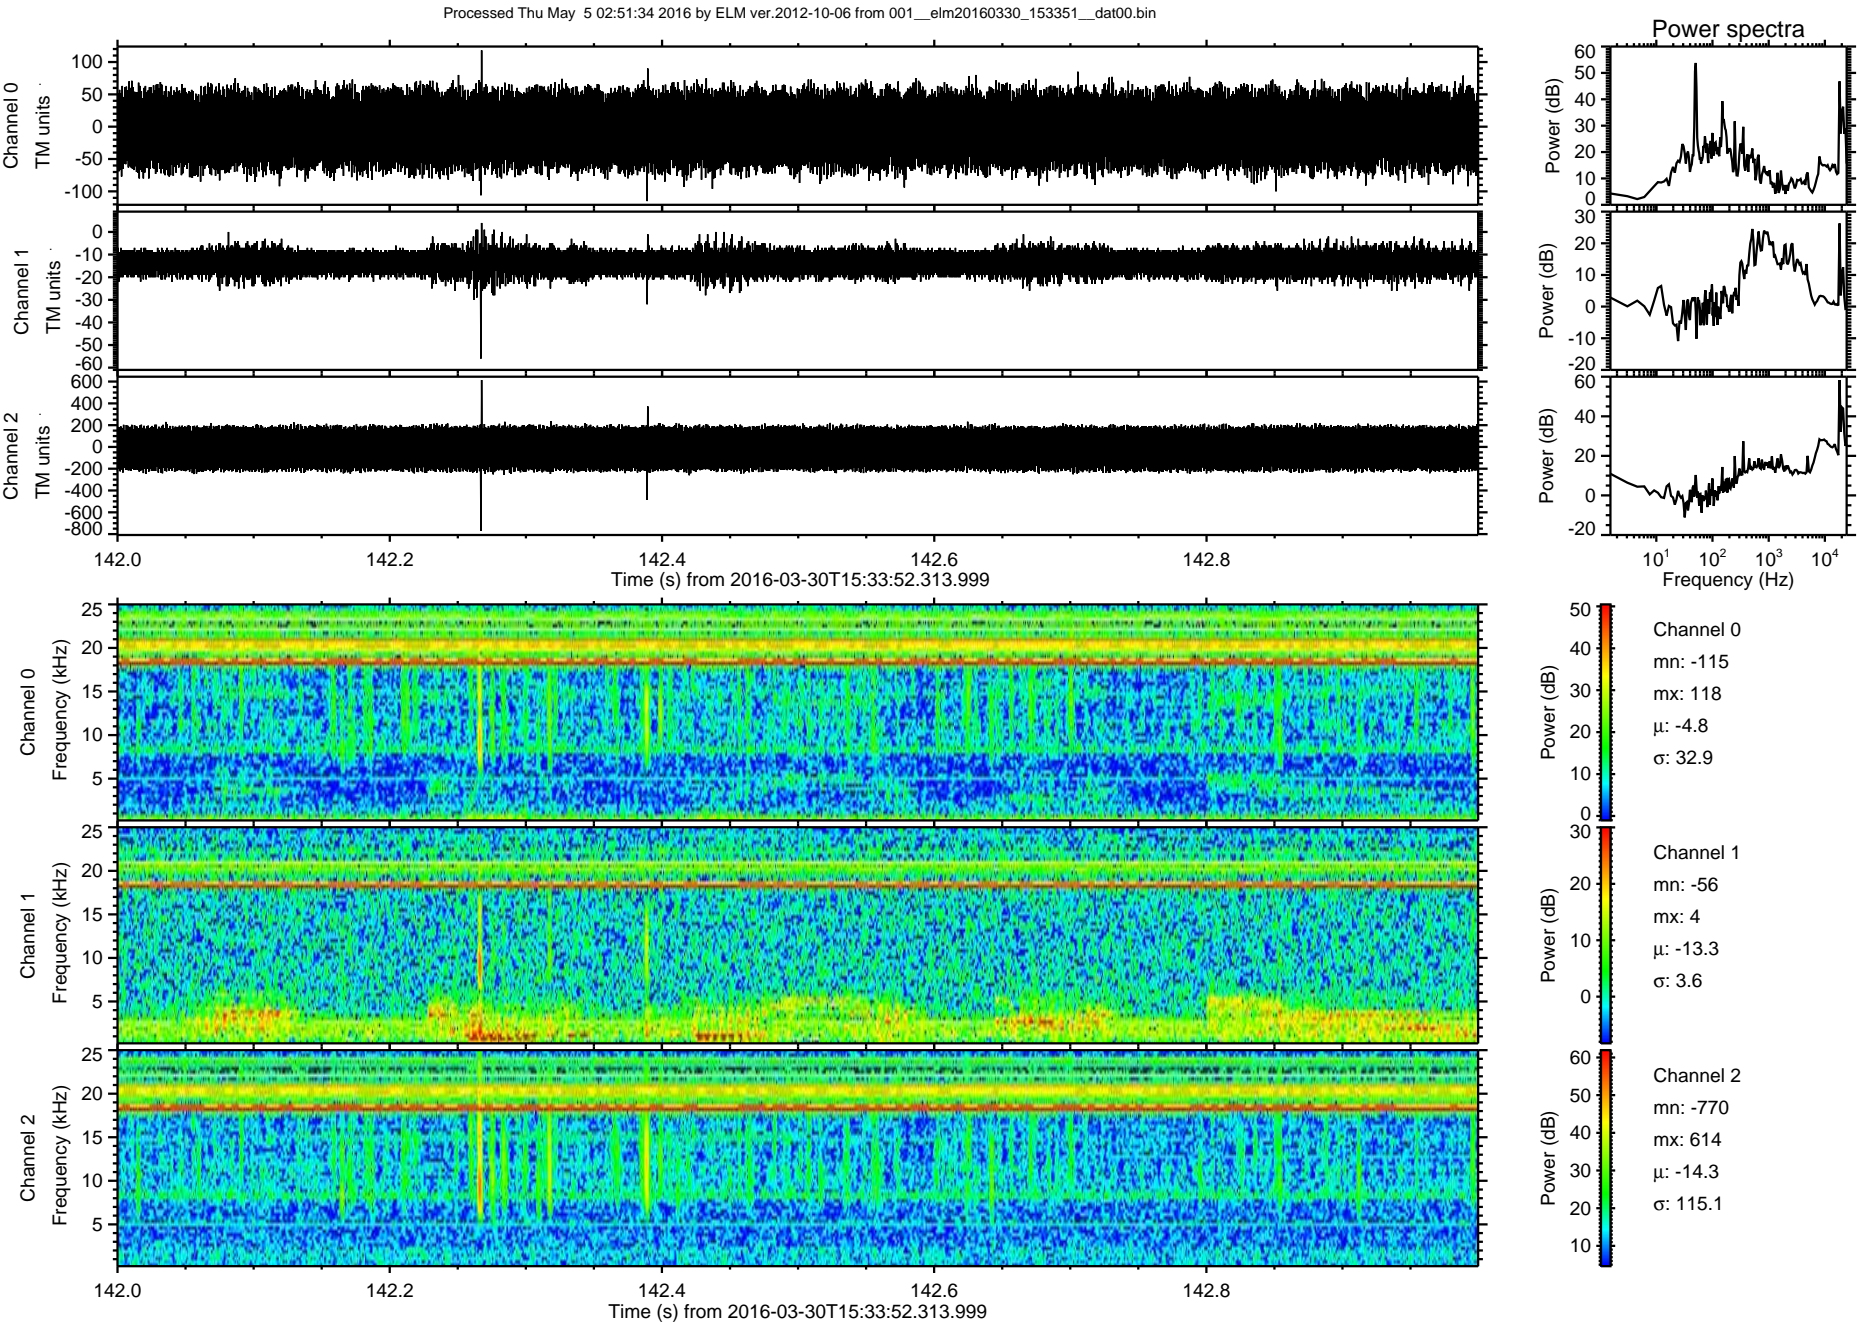 Processed Thu May  5 02:51:34 2016 by ELM ver.2012-10-06 from 001__elm20160330_153351__dat00.bin
Power spectra
Channel 0
TM units
100
50
0
-50
-100
Power (dB)
60
50
40
30
20
10
0
Channel 1
TM units
0
-10
-20
-30
-40
-50
-60
Power (dB)
30
20
10
0
-10
-20
Channel 2
TM units
600
400
200
0
-200
-400
-600
-800
Power (dB)
60
40
20
0
-20
142.0 142.2 142.4 142.6 142.8
Time (s) from 2016-03-30T15:33:52.313.999
10^1 10^2 10^3 10^4
Frequency (Hz)
Channel 0
Frequency (kHz)
25
20
15
10
5
Power (dB)
50
40
30
20
10
0
Channel 0
mn: -115
mx: 118
μ: -4.8
σ: 32.9
Channel 1
Frequency (kHz)
25
20
15
10
5
Power (dB)
30
20
10
0
Channel 1
mn: -56
mx: 4
μ: -13.3
σ: 3.6
Channel 2
Frequency (kHz)
25
20
15
10
5
Power (dB)
60
50
40
30
20
10
Channel 2
mn: -770
mx: 614
μ: -14.3
σ: 115.1
142.0 142.2 142.4 142.6 142.8
Time (s) from 2016-03-30T15:33:52.313.999